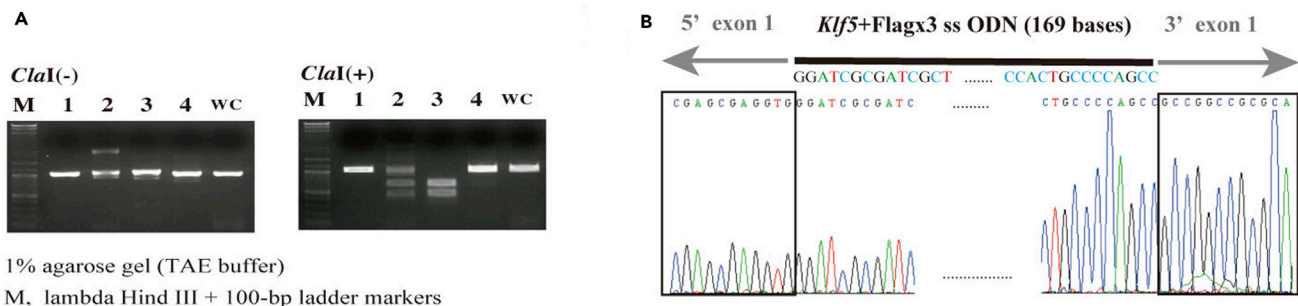 A
ClaI(-)
M 1 2 3 4 WC
ClaI(+)
M 1 2 3 4 WC
1% agarose gel (TAE buffer)
M, lambda Hind III + 100-bp ladder markers
B
5' exon 1 Klf5+Flagx3 ss ODN (169 bases) 3' exon 1
GGATCGCGATCGCT ....... CCACTGCCCCAGCC
CGAGCGAGGTGGGATCGCGATC ......... CTGCCCCAGCCGCCGGCCGCGCA
...............